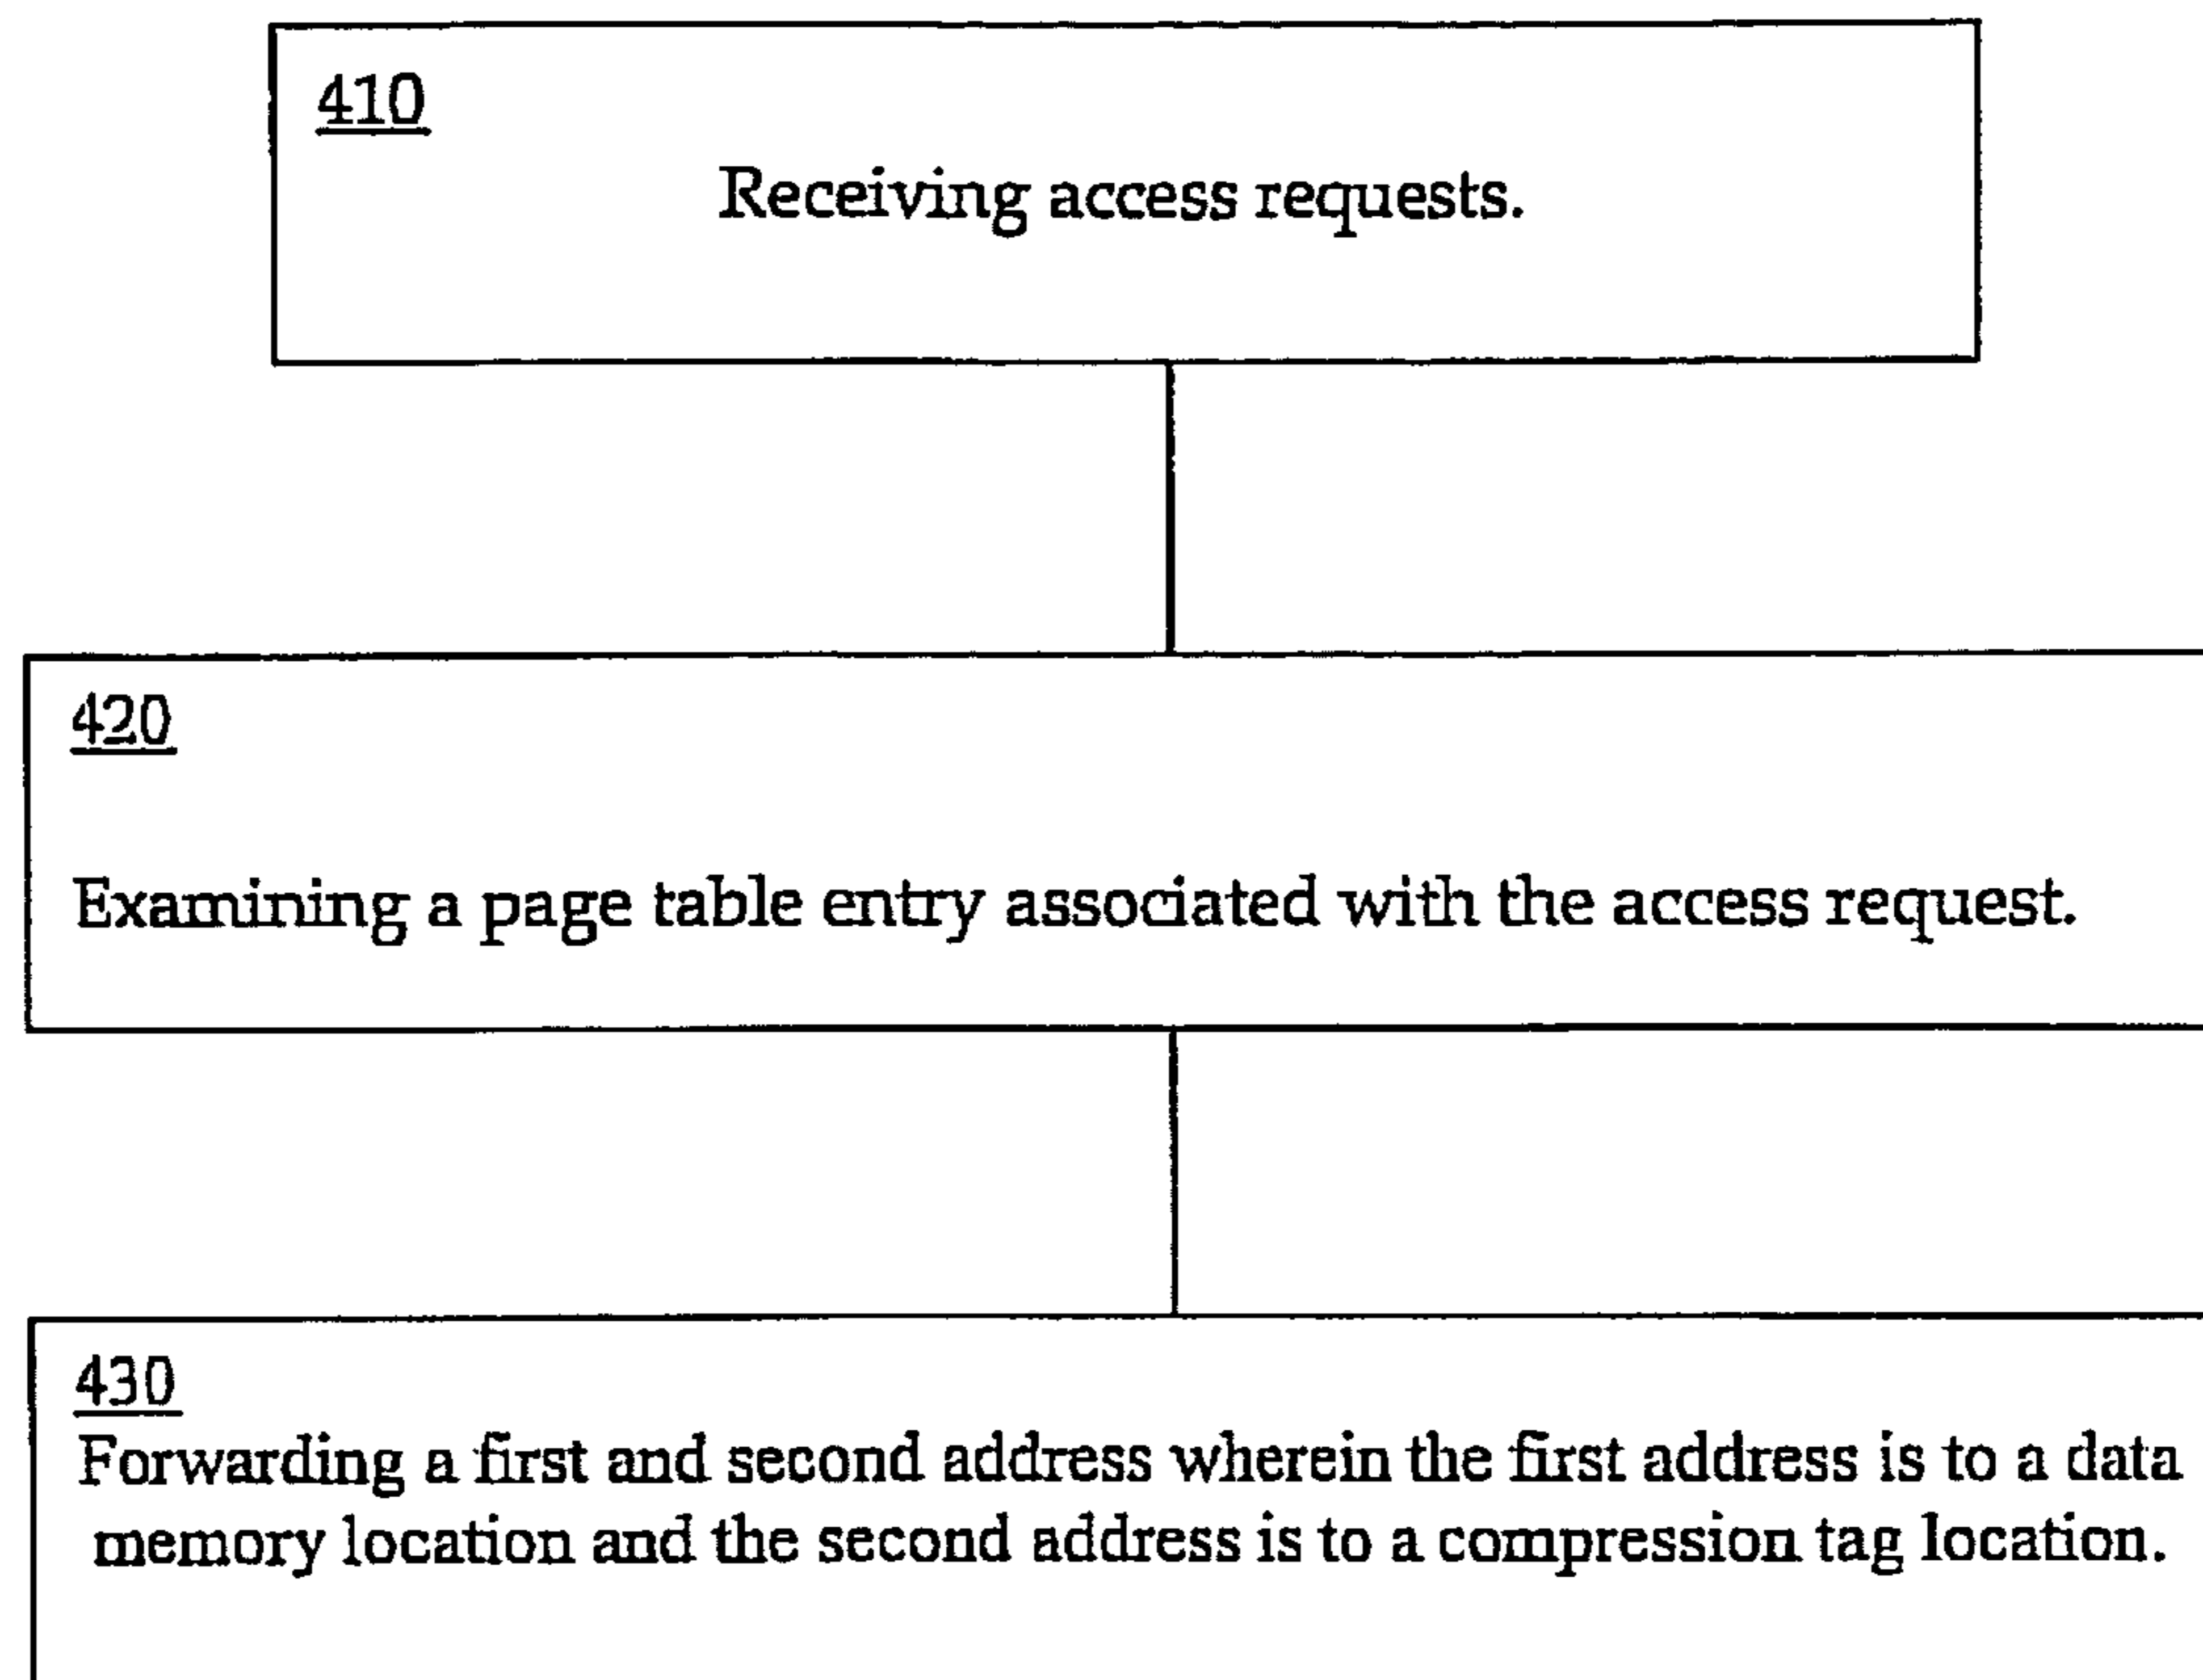 410
Receiving access requests.
420
Examining a page table entry associated with the access request.
430
Forwarding a first and second address wherein the first address is to a data
memory location and the second address is to a compression tag location.